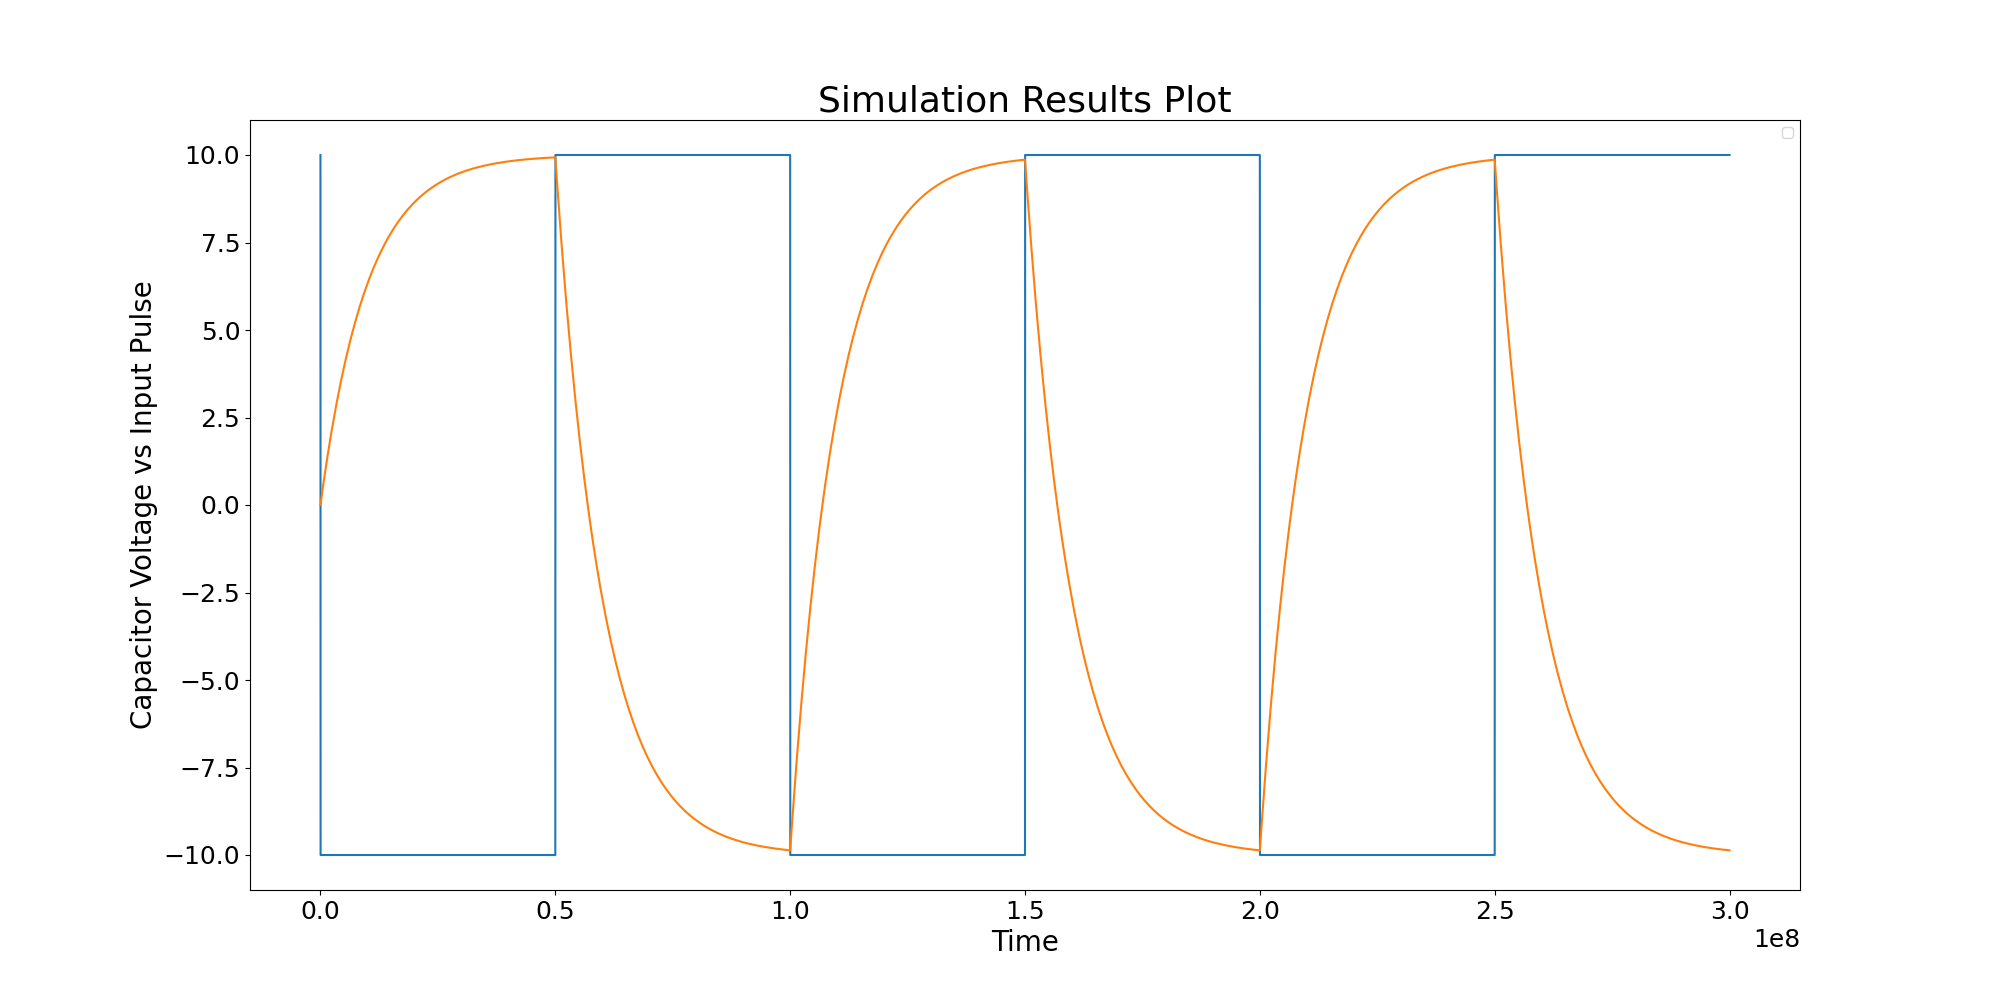 Simulation Results Plot
Capacitor Voltage vs Input Pulse
10.0
7.5
5.0
2.5
0.0
−2.5
−5.0
−7.5
−10.0
0.0 0.5 1.0 1.5 2.0 2.5 3.0
Time
1e8